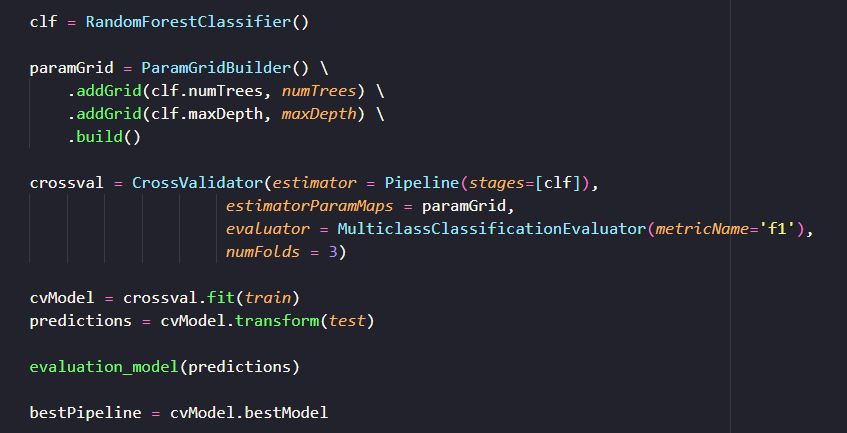 clf = RandomForestClassifier()
paramGrid = ParamGridBuilder() \
.addGrid(clf.numTrees, numTrees) \
.addGrid(clf.maxDepth, maxDepth) \
.build()
crossval = CrossValidator(estimator = Pipeline(stages=[clf]),
estimatorParamMaps = paramGrid,
evaluator = MulticlassClassificationEvaluator(metricName='f1'),
numFolds = 3)
cvModel = crossval.fit(train)
predictions = cvModel.transform(test)
evaluation_model(predictions)
bestPipeline = cvModel.bestModel